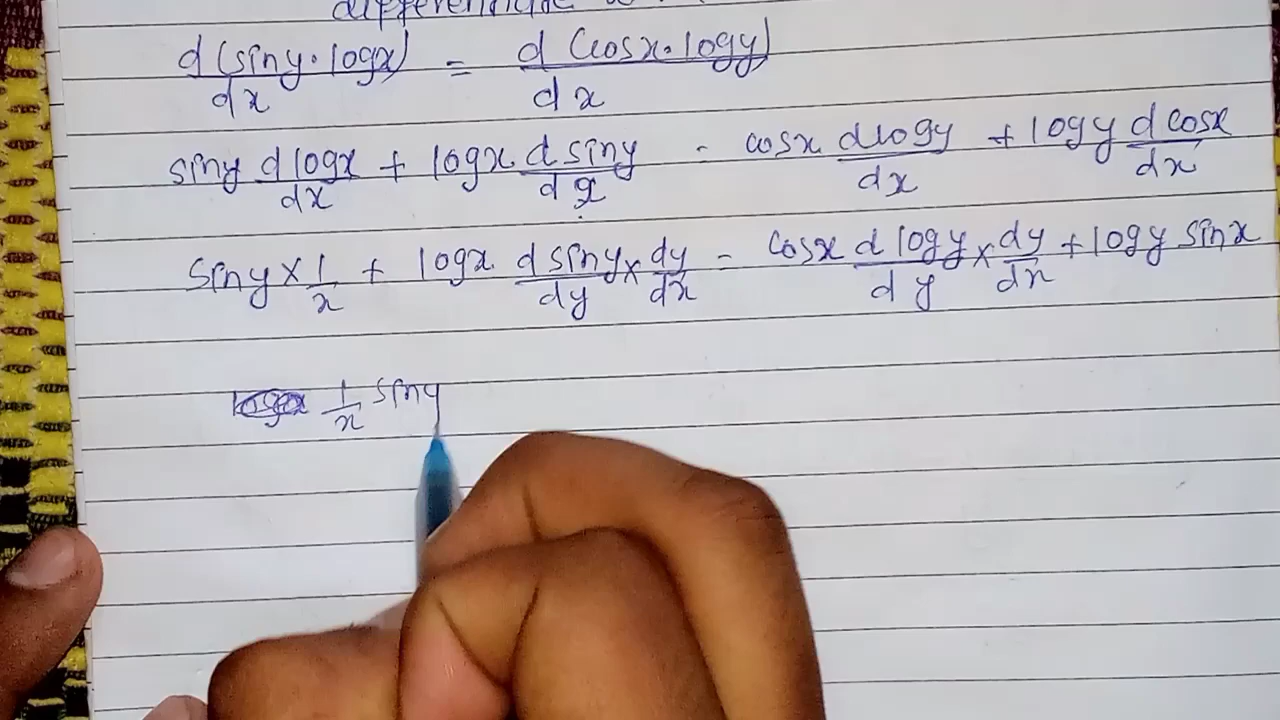 differentiate
d(siny.logx)/dx = d(cosx.logy)/dx
siny d logx/dx + logx. d siny/dx = cosx d logy/dx + logy d cosx/dx
Siny × 1/x + logx d siny/dy × dy/dx = cosx d logy/dy × dy/dx + logy sinx
1/x siny